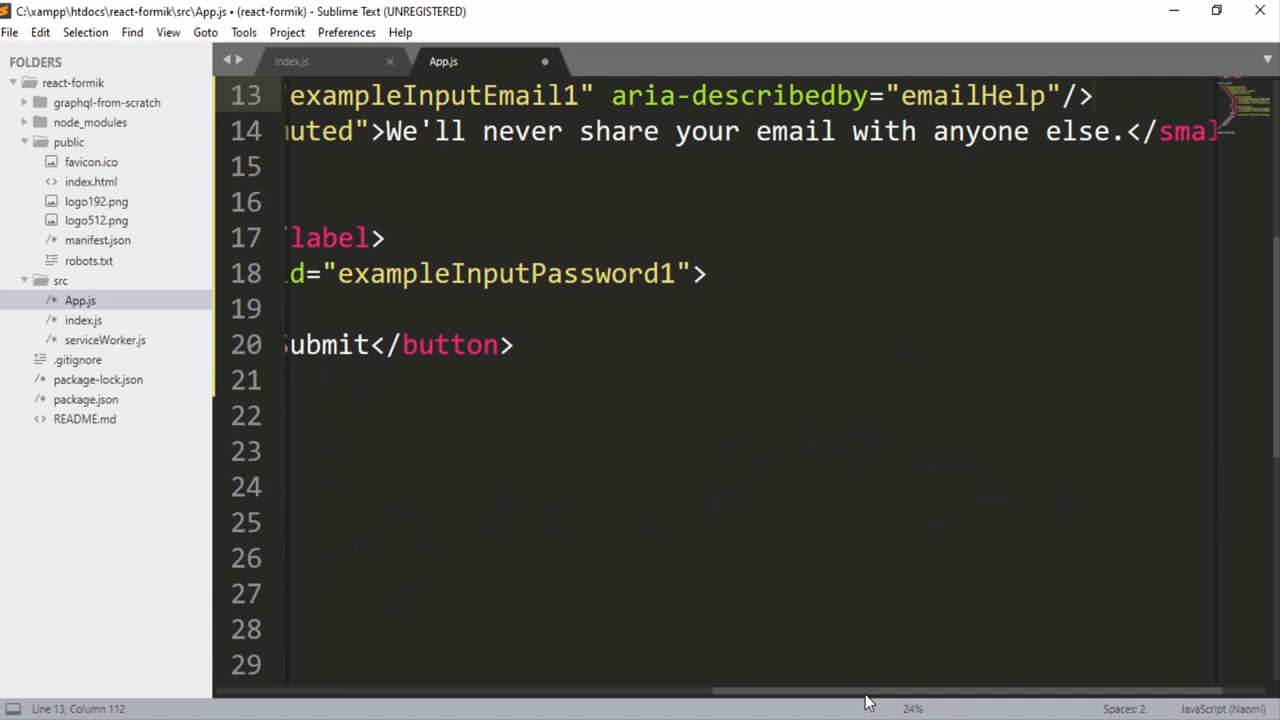 C:\xampp\htdocs\react-formik\src\App.js • (react-formik) - Sublime Text (UNREGISTERED)
File Edit Selection Find View Goto Tools Project Preferences Help
FOLDERS
react-formik
graphql-from-scratch
node_modules
public
favicon.ico
index.html
logo192.png
logo512.png
manifest.json
robots.txt
src
App.js
index.js
serviceWorker.js
.gitignore
package-lock.json
package.json
README.md
index.js App.js
13 "exampleInputEmail1" aria-describedby="emailHelp"/>
14 muted">We'll never share your email with anyone else.</smal
15
16
17 /label>
18 id="exampleInputPassword1">
19
20 Submit</button>
21
22
23
24
25
26
27
28
29
Line 13, Column 112 24% Spaces: 2 JavaScript (Naomi)